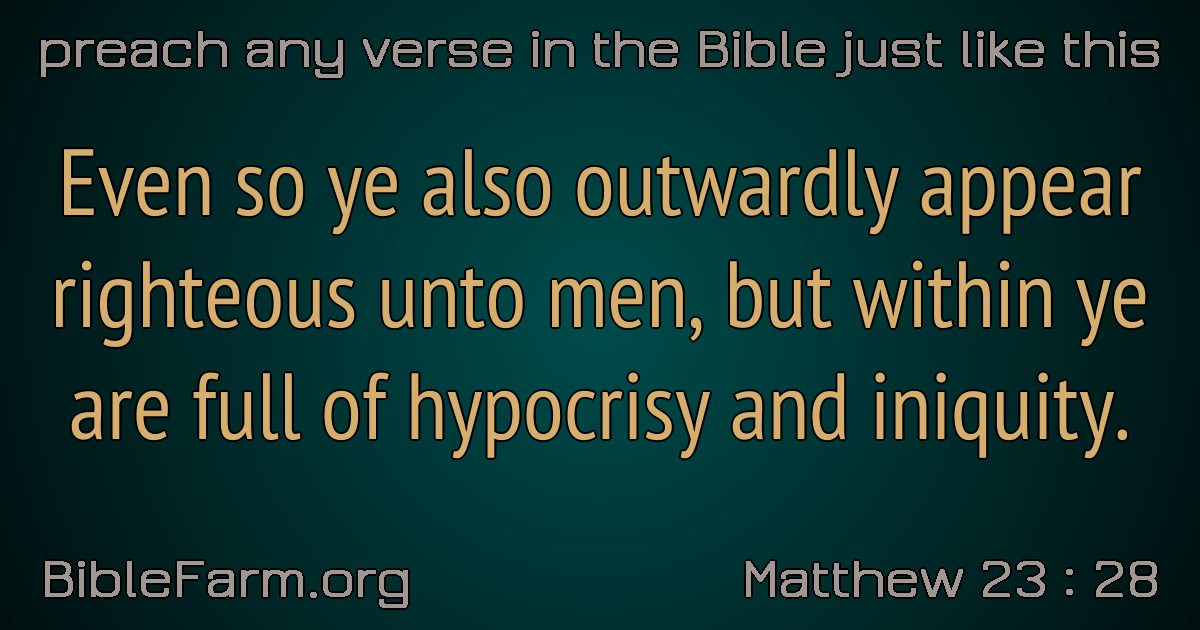 preach any verse in the Bible just like this
Even so ye also outwardly appear
righteous unto men, but within ye
are full of hypocrisy and iniquity.
BibleFarm.org
Matthew 23 : 28